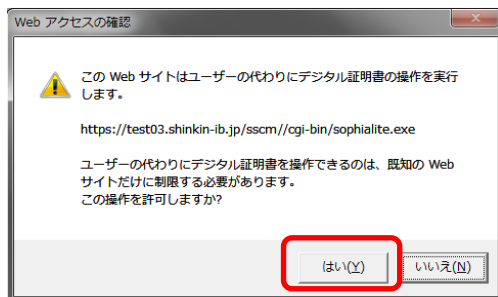 Web アクセスの確認
この Web サイトはユーザーの代わりにデジタル証明書の操作を実行
します。
https://test03.shinkin-ib.jp/sscm//cgi-bin/sophialite.exe
ユーザーの代わりにデジタル証明書を操作できるのは、既知の Web
サイトだけに制限する必要があります。
この操作を許可しますか?
はい(Y) いいえ(N)